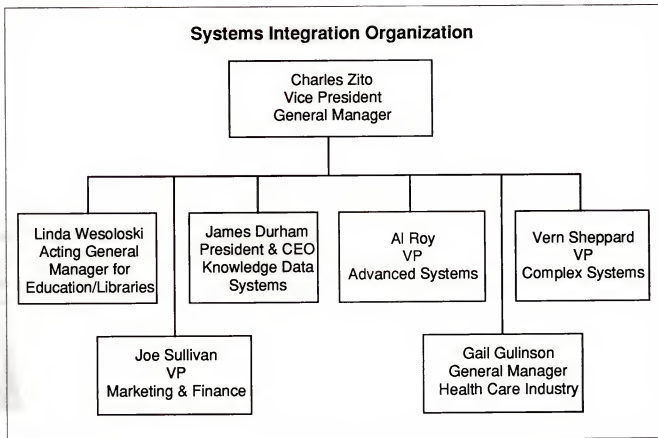 Systems Integration Organization
Charles Zito
Vice President
General Manager
Linda Wesoloski
Acting General
Manager for
Education/Libraries
James Durham
President & CEO
Knowledge Data
Systems
Al Roy
VP
Advanced Systems
Vern Sheppard
VP
Complex Systems
Joe Sullivan
VP
Marketing & Finance
Gail Gulinson
General Manager
Health Care Industry